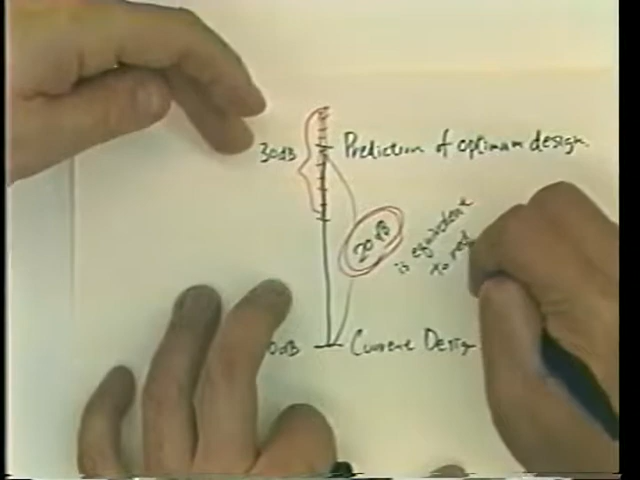 30dB
Prediction of optimum design.
20dB
is equivalent
to
0dB
Current Design